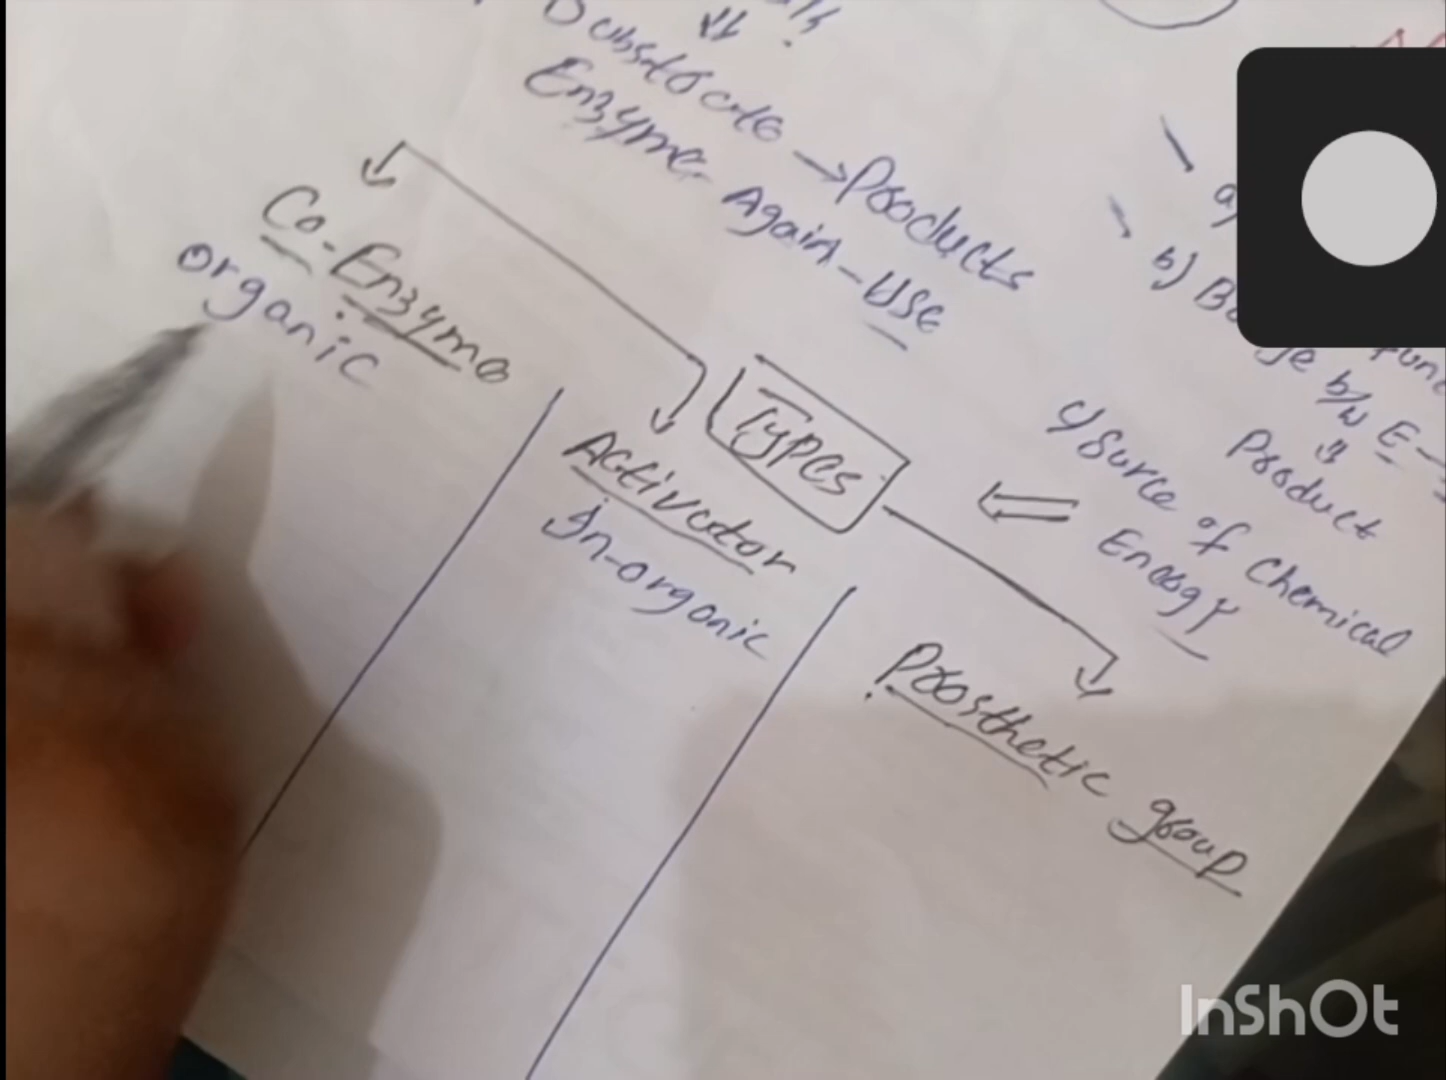 Substrate → Products
Enzyme Again-Use
a)
b)
b/w E
Product
c) Surce of Chemical
Energy
Types
Co-Enzyme
organic
Activator
In-organic
Prosthetic group
InShOt